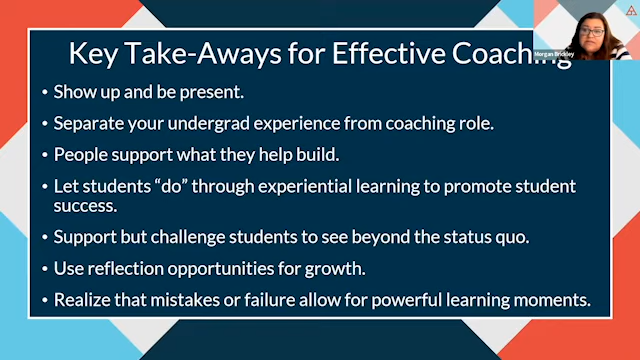 Key Take-Aways for Effective Coaching
Morgan Brickley
• Show up and be present.
• Separate your undergrad experience from coaching role.
• People support what they help build.
• Let students “do” through experiential learning to promote student
success.
• Support but challenge students to see beyond the status quo.
• Use reflection opportunities for growth.
• Realize that mistakes or failure allow for powerful learning moments.